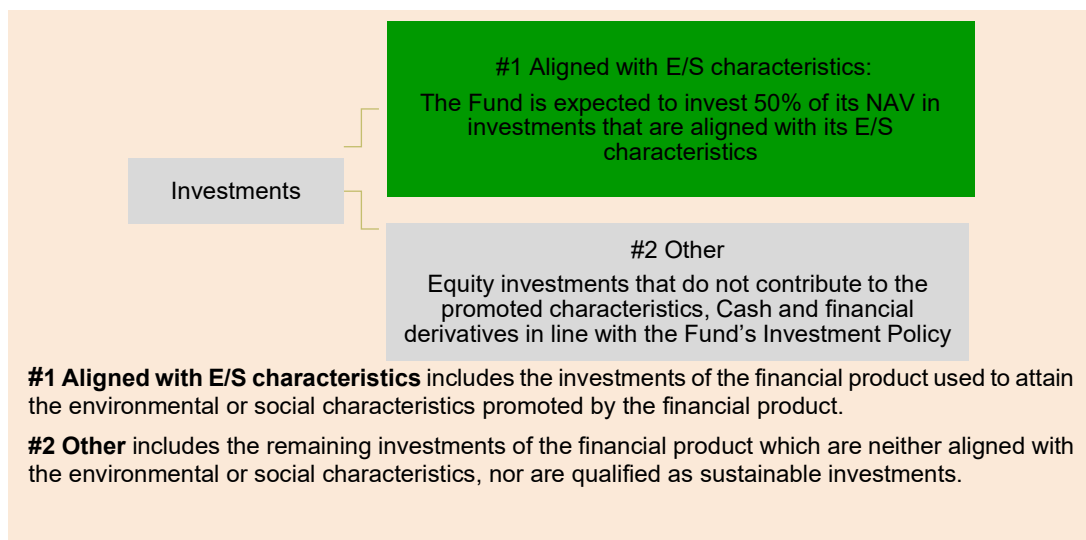 #1 Aligned with E/S characteristics:
The Fund is expected to invest 50% of its NAV in
investments that are aligned with its E/S
characteristics
Investments
#2 Other
Equity investments that do not contribute to the
promoted characteristics, Cash and financial
derivatives in line with the Fund’s Investment Policy
#1 Aligned with E/S characteristics includes the investments of the financial product used to attain
the environmental or social characteristics promoted by the financial product.
#2 Other includes the remaining investments of the financial product which are neither aligned with
the environmental or social characteristics, nor are qualified as sustainable investments.